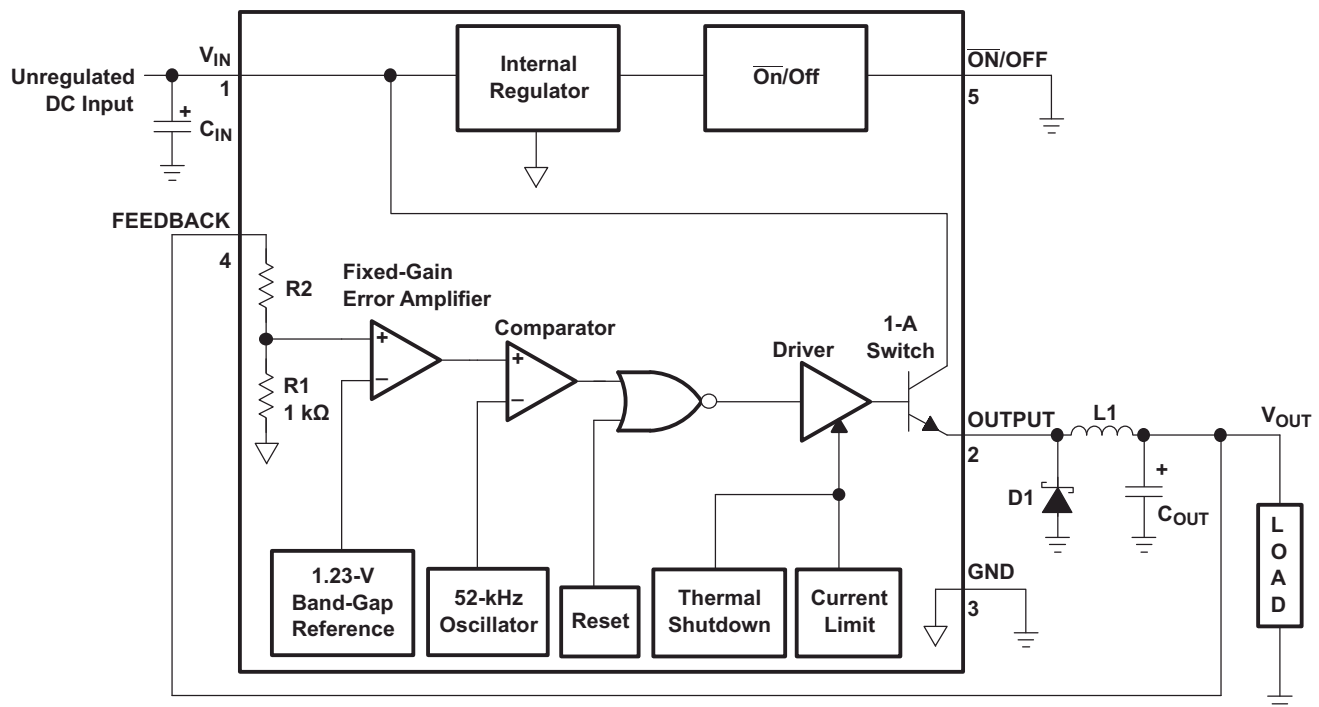 V_IN
Unregulated
DC Input
1
+
C_IN
Internal
Regulator
O̅n̅/Off
O̅N̅/OFF
5
FEEDBACK
4
R2
Fixed-Gain
Error Amplifier
+
−
R1
1 kΩ
Comparator
+
−
Driver
1-A
Switch
OUTPUT
2
L1
V_OUT
D1
+
C_OUT
L
O
A
D
GND
3
1.23-V
Band-Gap
Reference
52-kHz
Oscillator
Reset
Thermal
Shutdown
Current
Limit